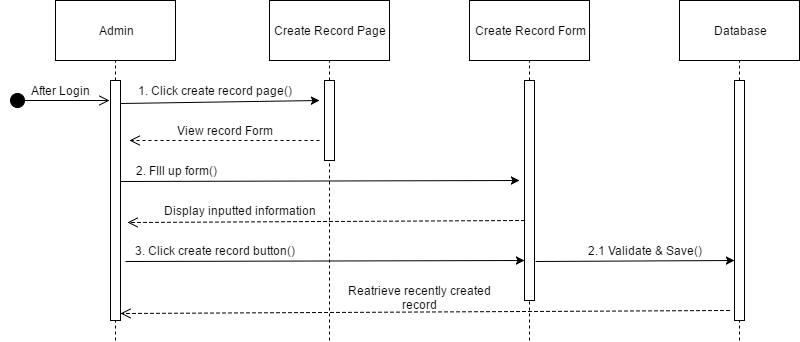 Admin
Create Record Page
Create Record Form
Database
After Login
1. Click create record page()
View record Form
2. FIll up form()
Display inputted information
3. Click create record button()
2.1 Validate & Save()
Reatrieve recently created
record